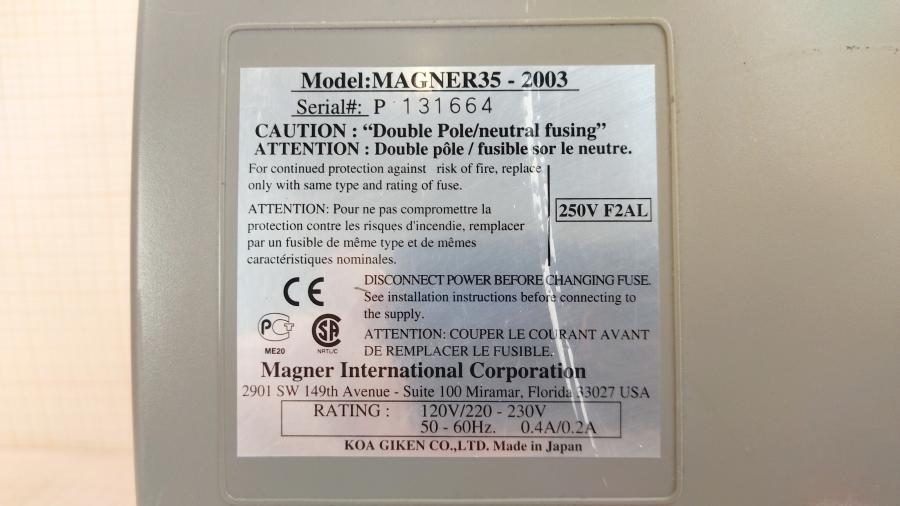 Model:MAGNER35 - 2003
Serial#: P 131664
CAUTION : “Double Pole/neutral fusing”
ATTENTION : Double pôle / fusible sor le neutre.
For continued protection against risk of fire, replace
only with same type and rating of fuse.
250V F2AL
ATTENTION: Pour ne pas compromettre la
protection contre les risques d'incendie, remplacer
par un fusible de même type et de mêmes
caractéristiques nominales.
CE
DISCONNECT POWER BEFORE CHANGING FUSE.
See installation instructions before connecting to
the supply.
PCT
ME20
SA
NRTL/C
ATTENTION: COUPER LE COURANT AVANT
DE REMPLACER LE FUSIBLE.
Magner International Corporation
2901 SW 149th Avenue - Suite 100 Miramar, Florida 33027 USA
RATING : 120V/220 - 230V
50 - 60Hz. 0.4A/0.2A
KOA GIKEN CO.,LTD. Made in Japan